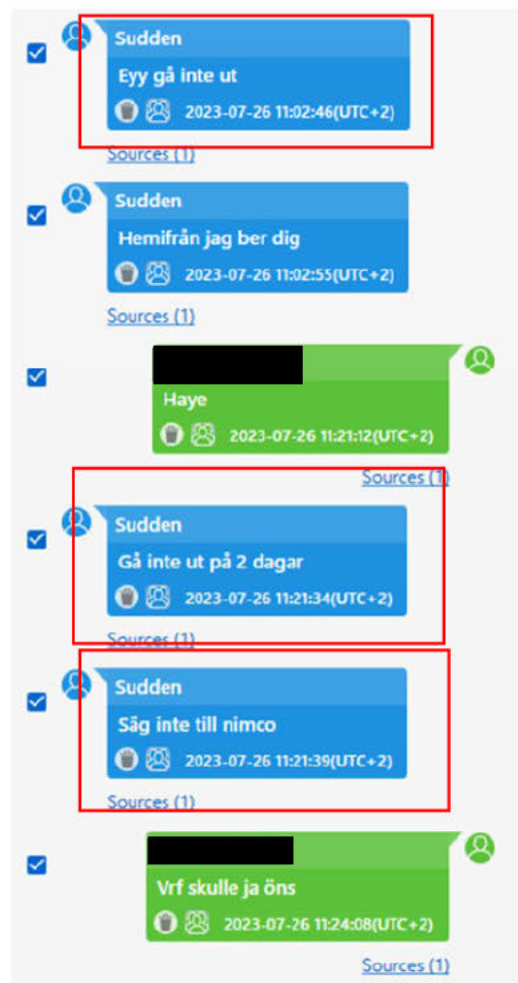 Sudden
Eyy gå inte ut
2023-07-26 11:02:46(UTC+2)
Sources (1)
Sudden
Hemifrån jag ber dig
2023-07-26 11:02:55(UTC+2)
Sources (1)
Haye
2023-07-26 11:21:12(UTC+2)
Sources (1)
Sudden
Gå inte ut på 2 dagar
2023-07-26 11:21:34(UTC+2)
Sources (1)
Sudden
Säg inte till nimco
2023-07-26 11:21:39(UTC+2)
Sources (1)
Vrf skulle ja öns
2023-07-26 11:24:08(UTC+2)
Sources (1)